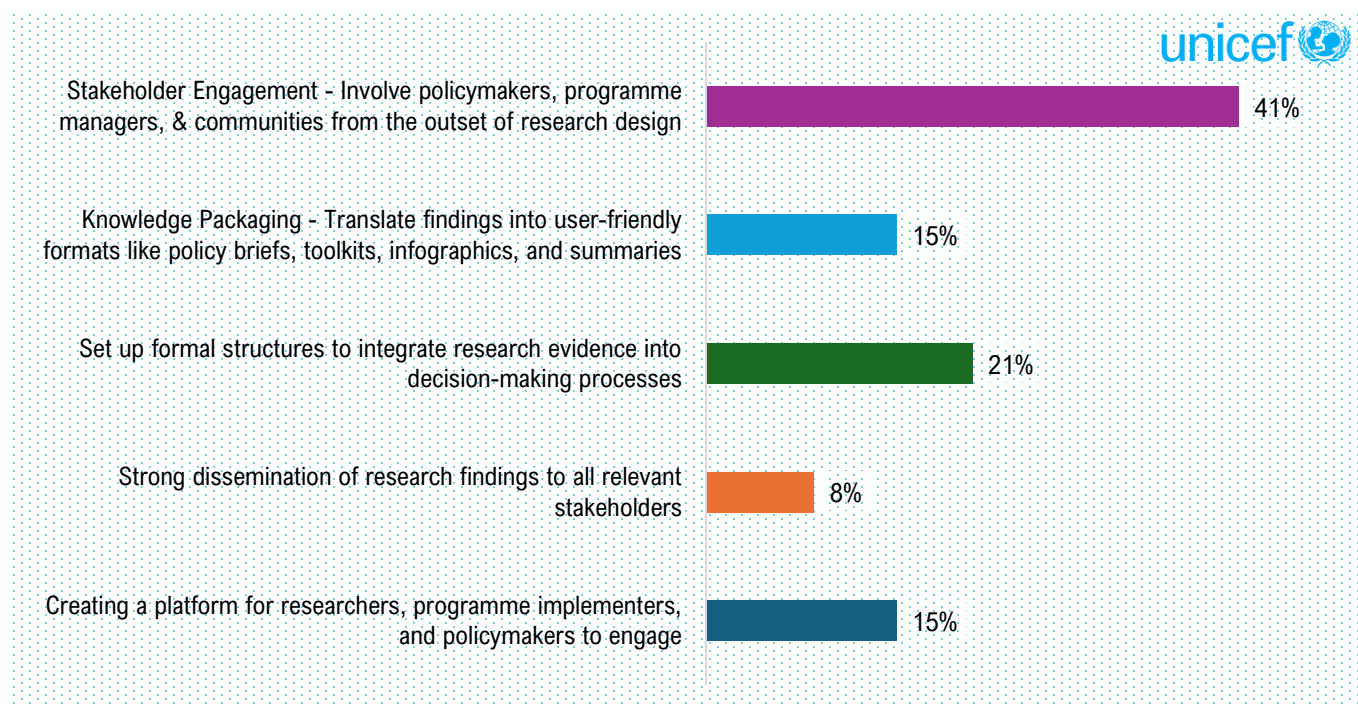 unicef
Stakeholder Engagement - Involve policymakers, programme
managers, & communities from the outset of research design
41%
Knowledge Packaging - Translate findings into user-friendly
formats like policy briefs, toolkits, infographics, and summaries
15%
Set up formal structures to integrate research evidence into
decision-making processes
21%
Strong dissemination of research findings to all relevant
stakeholders
8%
Creating a platform for researchers, programme implementers,
and policymakers to engage
15%